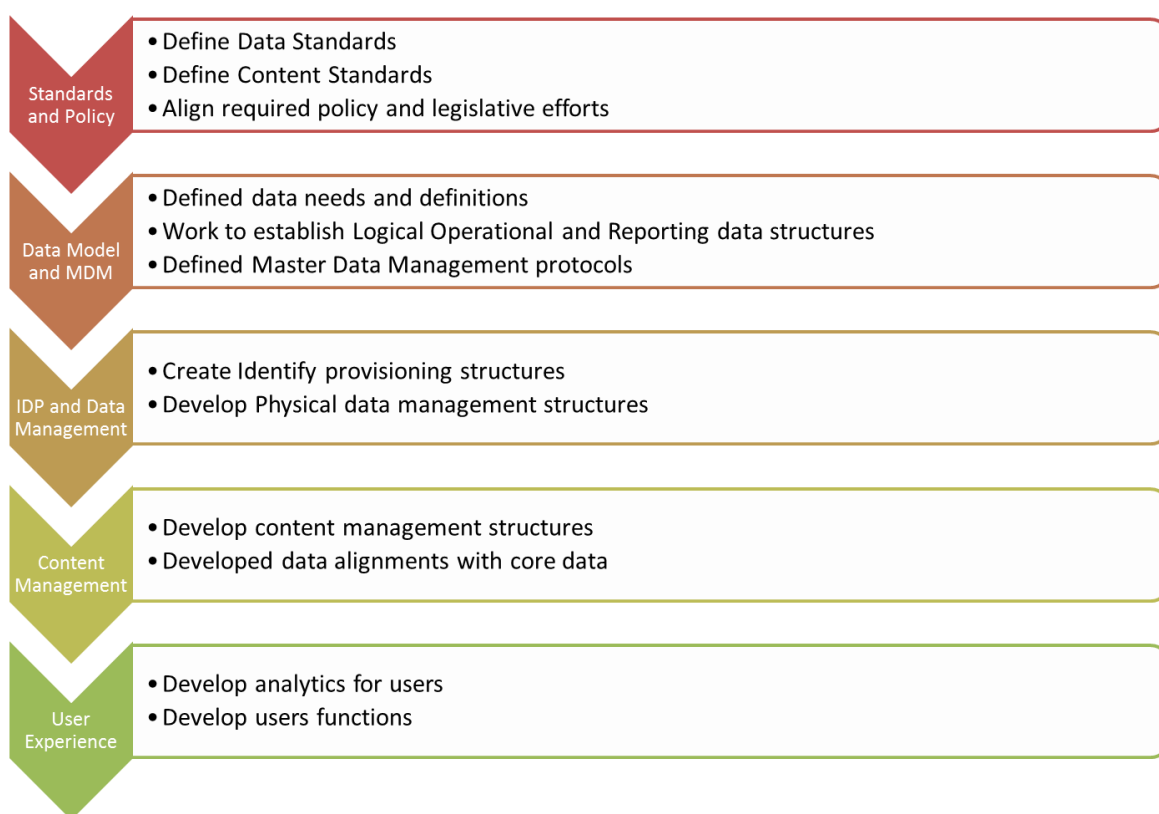 Standards
and Policy
• Define Data Standards
• Define Content Standards
• Align required policy and legislative efforts
Data Model
and MDM
• Defined data needs and definitions
• Work to establish Logical Operational and Reporting data structures
• Defined Master Data Management protocols
IDP and Data
Management
• Create Identify provisioning structures
• Develop Physical data management structures
Content
Management
• Develop content management structures
• Developed data alignments with core data
User
Experience
• Develop analytics for users
• Develop users functions